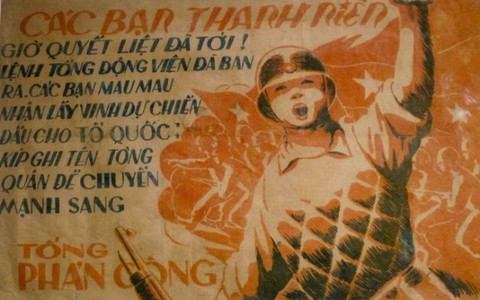 CÁC BẠN THANH NIÊN
GIỜ QUYẾT LIỆT ĐÃ TỚI!
LỆNH TỔNG ĐỘNG VIÊN ĐÃ BAN
RA. CÁC BẠN MAU MAU
NHẬN LẤY VINH DỰ CHIẾN
ĐẤU CHO TỔ QUỐC:
KỊP GHI TÊN TÒNG
QUÂN ĐỂ CHUYỂN
MẠNH SANG
TỔNG
PHẢN CÔNG